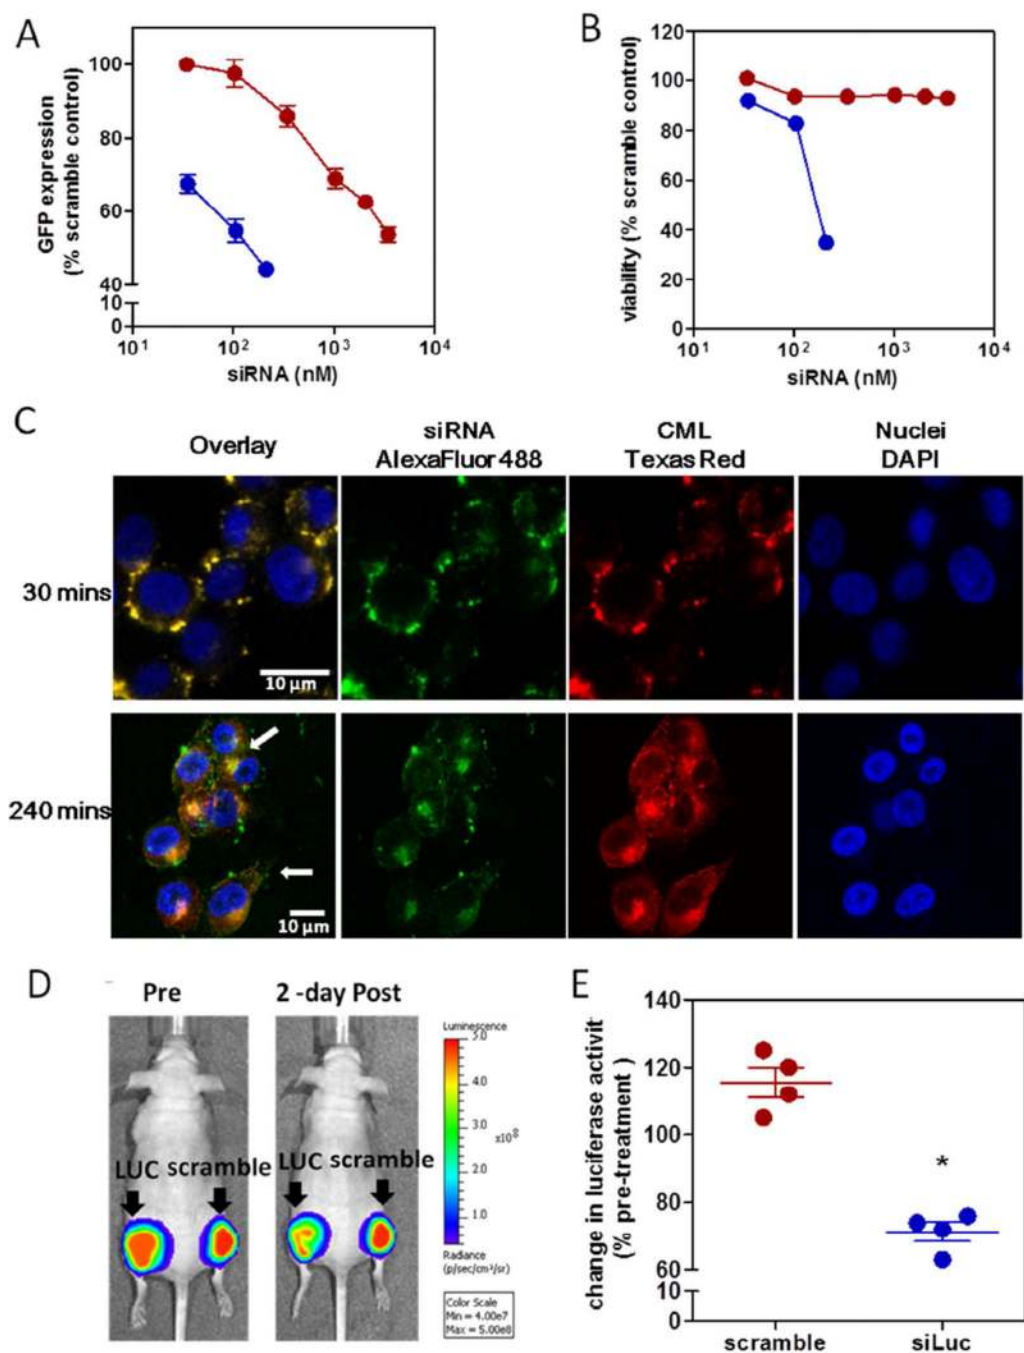 A
GFP expression
(% scramble control)
100
80
60
40
10
0
10¹ 10² 10³ 10⁴
siRNA (nM)
B
viability (% scramble control)
120
100
80
60
40
20
0
10¹ 10² 10³ 10⁴
siRNA (nM)
C
Overlay
siRNA
AlexaFluor 488
CML
Texas Red
Nuclei
DAPI
30 mins
10 µm
240 mins
10 µm
D
Pre
2 -day Post
LUC scramble
LUC scramble
Luminescence
5.0
4.0
3.0
x10⁸
2.0
1.0
Radiance
(p/sec/cm²/sr)
Color Scale
Min = 4.00e7
Max = 5.00e8
E
change in luciferase activit
(% pre-treatment )
140
120
100
80
60
10
0
*
scramble siLuc